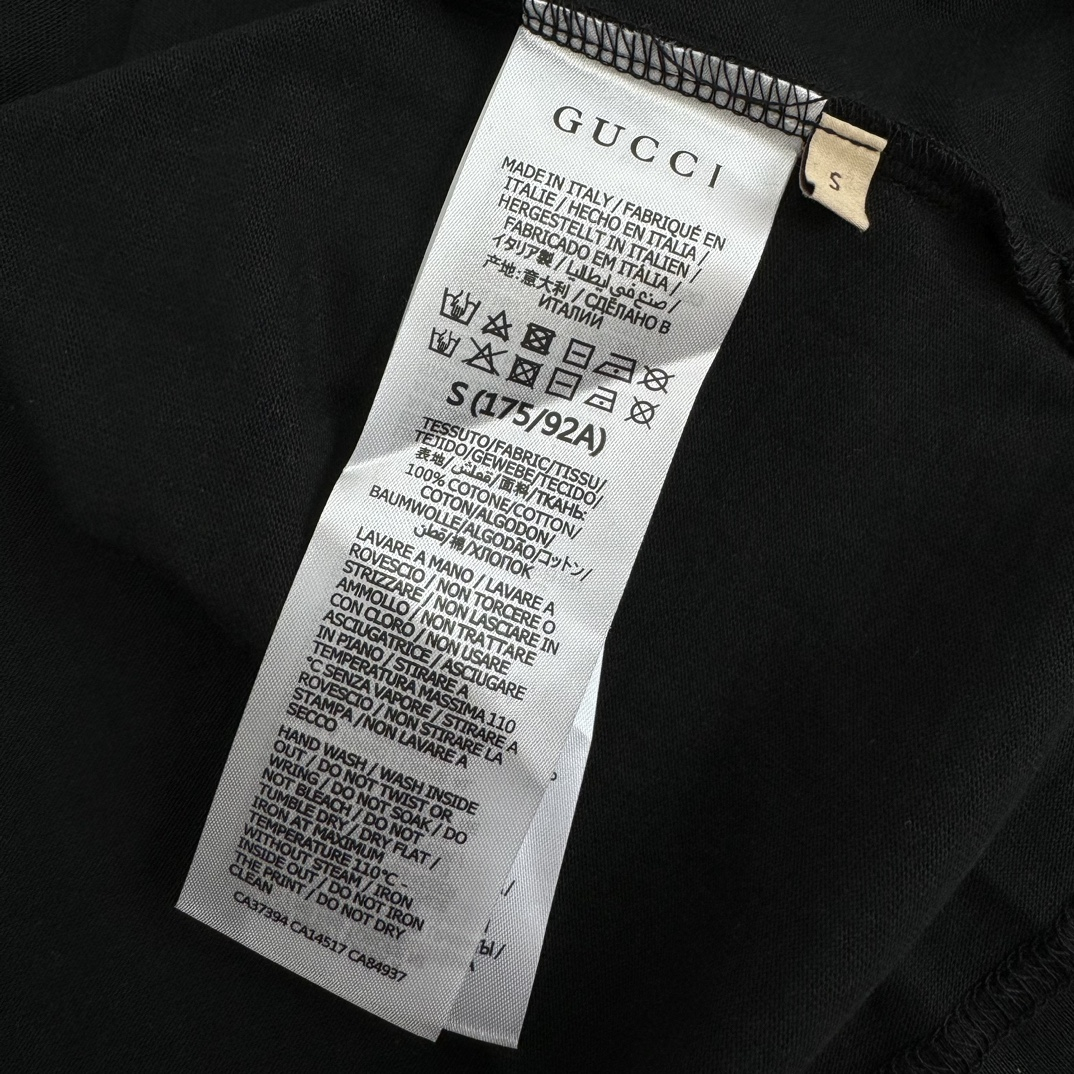 GUCCI
S
MADE IN ITALY / FABRIQUÉ EN
ITALIE / HECHO EN ITALIA /
HERGESTELLT IN ITALIEN /
FABRICADO EM ITÁLIA /
イタリア製 / صنع في إيطاليا /
产地: 意大利 / СДЕЛАНО В
ИТАЛИИ
S (175/92A)
TESSUTO/FABRIC/TISSU/
TEJIDO/GEWEBE/TECIDO/
表地/قماش/面料/ТКАНЬ:
100% COTONE/COTTON/
COTON/ALGODON/
BAUMWOLLE/ALGODÃO/コットン/
قطن/棉/ХЛОПОК
LAVARE A MANO / LAVARE A
ROVESCIO / NON TORCERE O
STRIZZARE / NON LASCIARE IN
AMMOLLO / NON TRATTARE
CON CLORO / NON USARE
ASCIUGATRICE / ASCIUGARE
IN PIANO / STIRARE A
TEMPERATURA MASSIMA 110
°C SENZA VAPORE / STIRARE A
ROVESCIO / NON STIRARE LA
STAMPA / NON LAVARE A
SECCO
HAND WASH / WASH INSIDE
OUT / DO NOT TWIST OR
WRING / DO NOT SOAK / DO
NOT BLEACH / DO NOT
TUMBLE DRY / DRY FLAT /
IRON AT MAXIMUM
TEMPERATURE 110°C
WITHOUT STEAM / IRON
INSIDE OUT / DO NOT IRON
THE PRINT / DO NOT DRY
CLEAN
CA37394 CA14517 CA84937